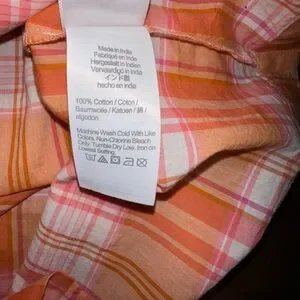 Made in India
Fabriqué en Inde
Hergestellt in Indien
Vervaardigd in India
インド製
hecho en Indie
100% Cotton / Coton /
Baumwolle / Katoen / 綿 /
algodón
Machine Wash Cold With Like
Colors. Non-Chlorine Bleach
Only. Tumble Dry Low. Iron on
Lowest Setting.